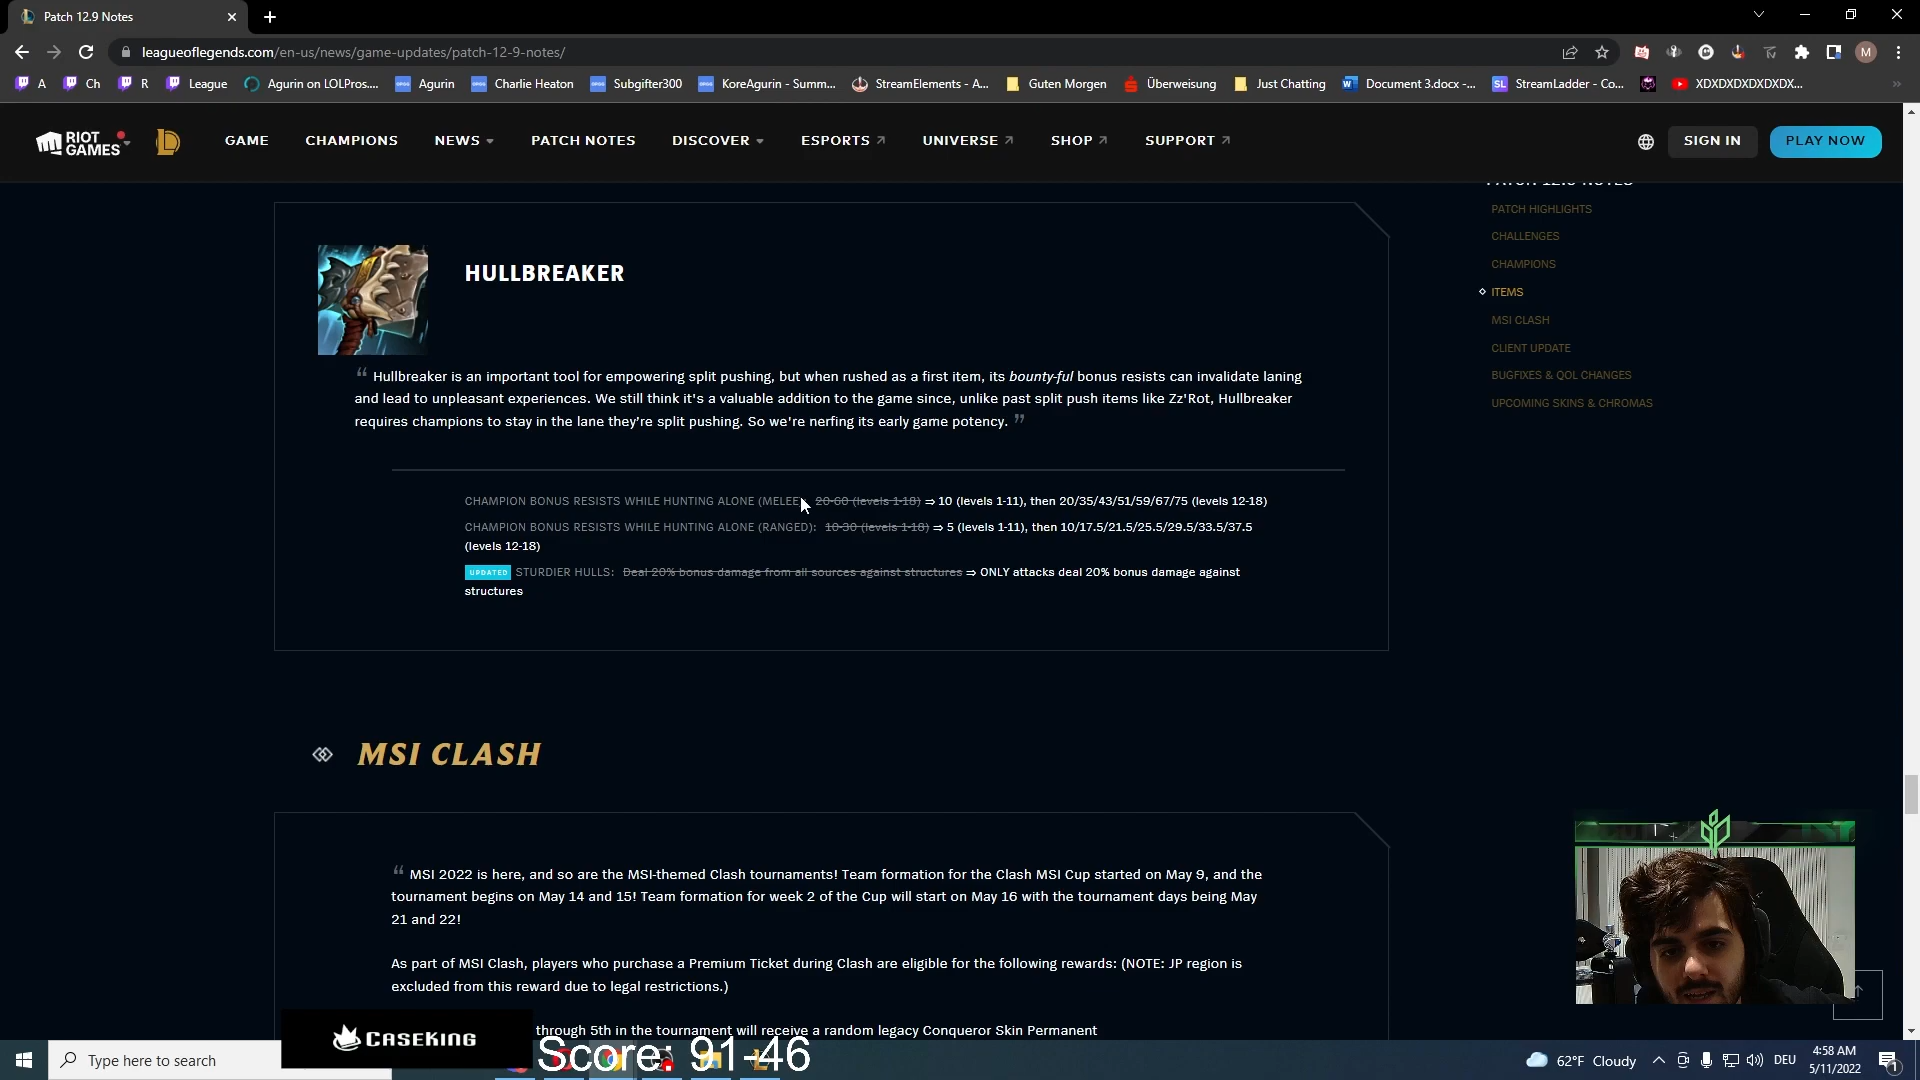 Patch 12.9 Notes
leagueoflegends.com/en-us/news/game-updates/patch-12-9-notes/
M
A
Ch
R
League
Agurin on LOLPros....
Agurin
Charlie Heaton
Subgifter300
KoreAgurin - Summ...
StreamElements - A...
Guten Morgen
Überweisung
Just Chatting
Document 3.docx -...
StreamLadder - Co...
XDXDXDXDXDXDX...
RIOT GAMES
GAME
CHAMPIONS
NEWS
PATCH NOTES
DISCOVER
ESPORTS
UNIVERSE
SHOP
SUPPORT
SIGN IN
PLAY NOW
PATCH 12.9 NOTES
PATCH HIGHLIGHTS
CHALLENGES
CHAMPIONS
ITEMS
MSI CLASH
CLIENT UPDATE
BUGFIXES & QOL CHANGES
UPCOMING SKINS & CHROMAS
HULLBREAKER
“ Hullbreaker is an important tool for empowering split pushing, but when rushed as a first item, its bounty-ful bonus resists can invalidate laning
and lead to unpleasant experiences. We still think it's a valuable addition to the game since, unlike past split push items like Zz'Rot, Hullbreaker
requires champions to stay in the lane they're split pushing. So we're nerfing its early game potency. ”
CHAMPION BONUS RESISTS WHILE HUNTING ALONE (MELEE 20-60 (levels 1-18) ⇒ 10 (levels 1-11), then 20/35/43/51/59/67/75 (levels 12-18)
CHAMPION BONUS RESISTS WHILE HUNTING ALONE (RANGED): 10-30 (levels 1-18) ⇒ 5 (levels 1-11), then 10/17.5/21.5/25.5/29.5/33.5/37.5
(levels 12-18)
UPDATED STURDIER HULLS: Deal 20% bonus damage from all sources against structures ⇒ ONLY attacks deal 20% bonus damage against
structures
MSI CLASH
“ MSI 2022 is here, and so are the MSI-themed Clash tournaments! Team formation for the Clash MSI Cup started on May 9, and the
tournament begins on May 14 and 15! Team formation for week 2 of the Cup will start on May 16 with the tournament days being May
21 and 22!
As part of MSI Clash, players who purchase a Premium Ticket during Clash are eligible for the following rewards: (NOTE: JP region is
excluded from this reward due to legal restrictions.)
through 5th in the tournament will receive a random legacy Conqueror Skin Permanent
CASEKING
Score: 91-46
Type here to search
62°F Cloudy
DEU
4:58 AM
5/11/2022
1